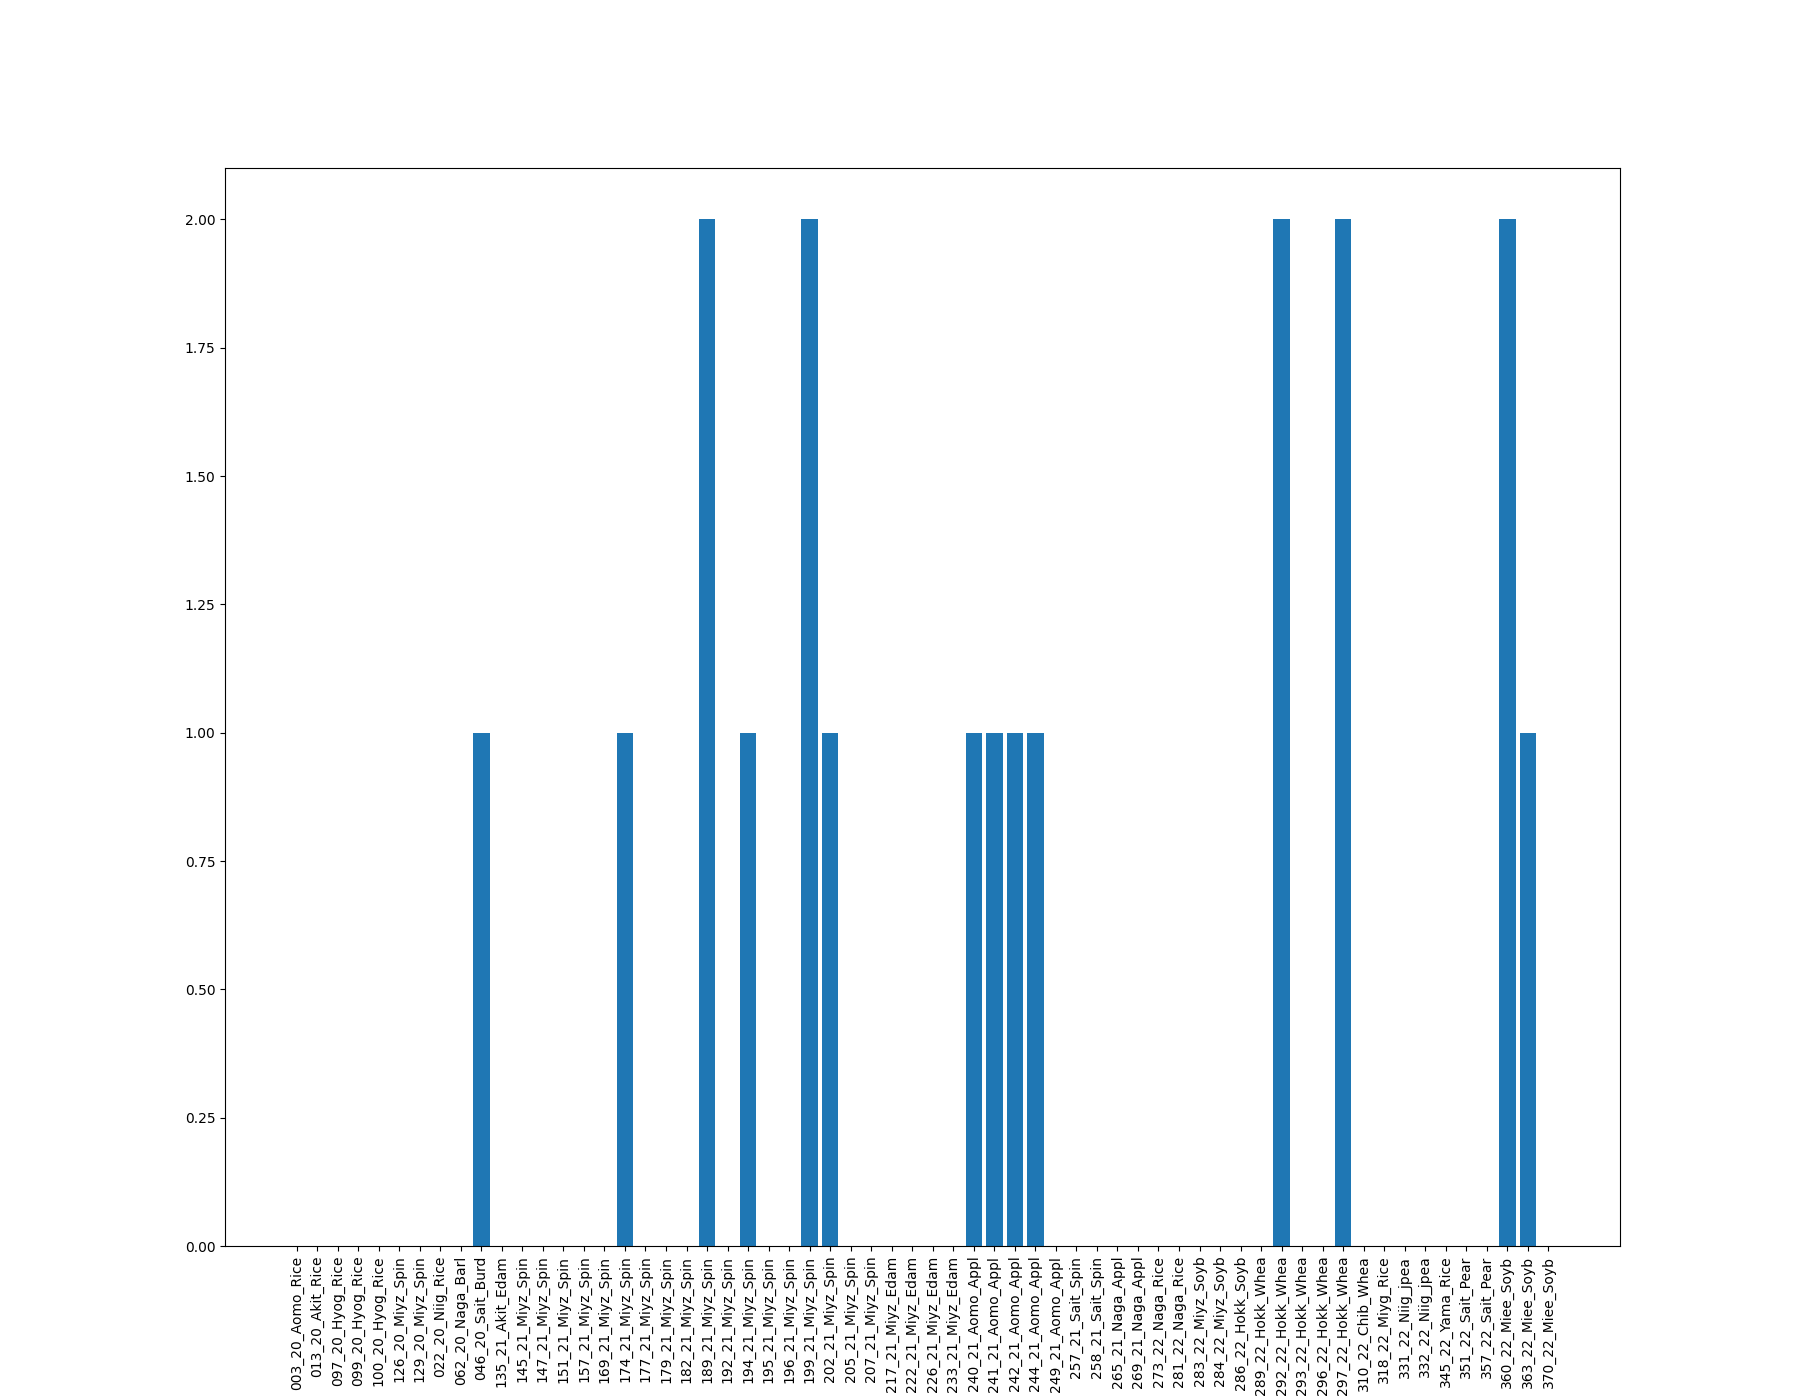 2.00
1.75
1.50
1.25
1.00
0.75
0.50
0.25
0.00
003_20_Aomo_Rice
013_20_Akit_Rice
097_20_Hyog_Rice
099_20_Hyog_Rice
100_20_Hyog_Rice
126_20_Miyz_Spin
129_20_Miyz_Spin
022_20_Niig_Rice
062_20_Naga_Barl
046_20_Sait_Burd
135_21_Akit_Edam
145_21_Miyz_Spin
147_21_Miyz_Spin
151_21_Miyz_Spin
157_21_Miyz_Spin
169_21_Miyz_Spin
174_21_Miyz_Spin
177_21_Miyz_Spin
179_21_Miyz_Spin
182_21_Miyz_Spin
189_21_Miyz_Spin
192_21_Miyz_Spin
194_21_Miyz_Spin
195_21_Miyz_Spin
196_21_Miyz_Spin
199_21_Miyz_Spin
202_21_Miyz_Spin
205_21_Miyz_Spin
207_21_Miyz_Spin
217_21_Miyz_Edam
222_21_Miyz_Edam
226_21_Miyz_Edam
233_21_Miyz_Edam
240_21_Aomo_Appl
241_21_Aomo_Appl
242_21_Aomo_Appl
244_21_Aomo_Appl
249_21_Aomo_Appl
257_21_Sait_Spin
258_21_Sait_Spin
265_21_Naga_Appl
269_21_Naga_Appl
273_22_Naga_Rice
281_22_Naga_Rice
283_22_Miyz_Soyb
284_22_Miyz_Soyb
286_22_Hokk_Soyb
289_22_Hokk_Whea
292_22_Hokk_Whea
293_22_Hokk_Whea
296_22_Hokk_Whea
297_22_Hokk_Whea
310_22_Chib_Whea
318_22_Miyg_Rice
331_22_Niig_jpea
332_22_Niig_jpea
345_22_Yama_Rice
351_22_Sait_Pear
357_22_Sait_Pear
360_22_Miee_Soyb
363_22_Miee_Soyb
370_22_Miee_Soyb